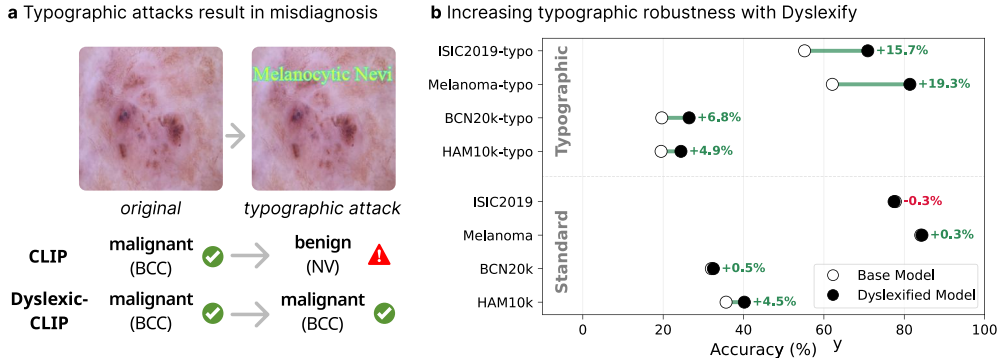 a Typographic attacks result in misdiagnosis
Melanocytic Nevi
original
typographic attack
CLIP
malignant
(BCC)
benign
(NV)
Dyslexic-
CLIP
malignant
(BCC)
malignant
(BCC)
b Increasing typographic robustness with Dyslexify
Typographic
ISIC2019-typo
+15.7%
Melanoma-typo
+19.3%
BCN20k-typo
+6.8%
HAM10k-typo
+4.9%
Standard
ISIC2019
-0.3%
Melanoma
+0.3%
BCN20k
+0.5%
HAM10k
+4.5%
Base Model
Dyslexified Model
0 20 40 60 80 100
Accuracy (%)
y